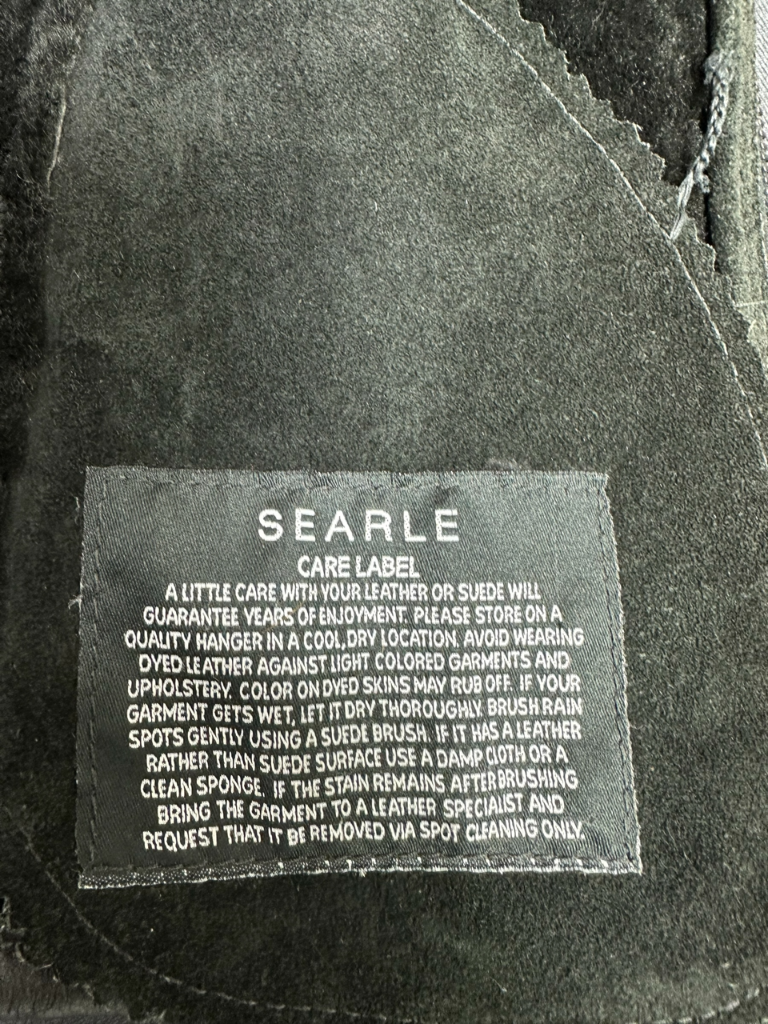 SEARLE
CARE LABEL
A LITTLE CARE WITH YOUR LEATHER OR SUEDE WILL
GUARANTEE YEARS OF ENJOYMENT. PLEASE STORE ON A
QUALITY HANGER IN A COOL, DRY LOCATION. AVOID WEARING
DYED LEATHER AGAINST LIGHT COLORED GARMENTS AND
UPHOLSTERY. COLOR ON DYED SKINS MAY RUB OFF. IF YOUR
GARMENT GETS WET, LET IT DRY THOROUGHLY. BRUSH RAIN
SPOTS GENTLY USING A SUEDE BRUSH. IF IT HAS A LEATHER
RATHER THAN SUEDE SURFACE USE A DAMP CLOTH OR A
CLEAN SPONGE. IF THE STAIN REMAINS AFTER BRUSHING
BRING THE GARMENT TO A LEATHER SPECIALIST AND
REQUEST THAT IT BE REMOVED VIA SPOT CLEANING ONLY.